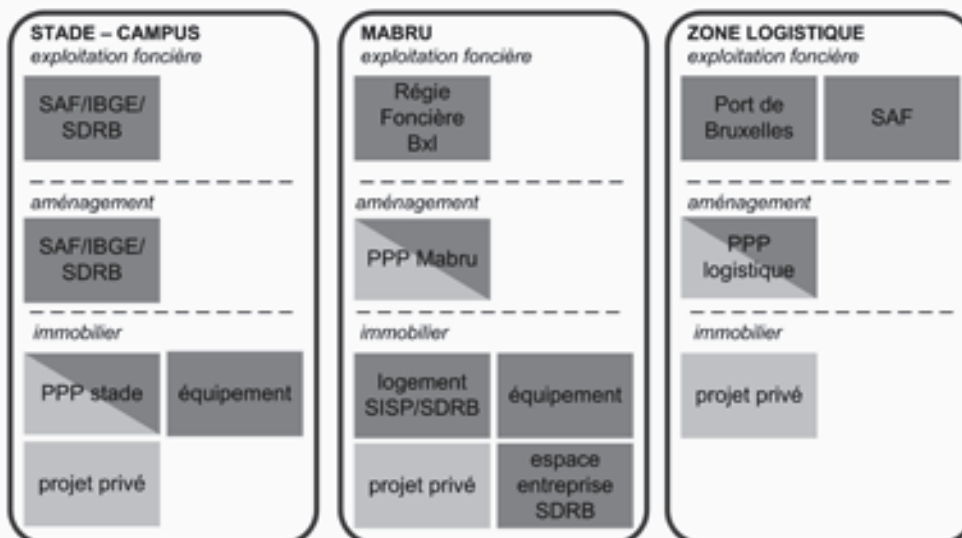 STADE – CAMPUS
exploitation foncière
SAF/IBGE/
SDRB
aménagement
SAF/IBGE/
SDRB
immobilier
PPP stade
équipement
projet privé
MABRU
exploitation foncière
Régie
Foncière
Bxl
aménagement
PPP Mabru
immobilier
logement
SISP/SDRB
équipement
projet privé
espace
entreprise
SDRB
ZONE LOGISTIQUE
exploitation foncière
Port de
Bruxelles
SAF
aménagement
PPP
logistique
immobilier
projet privé